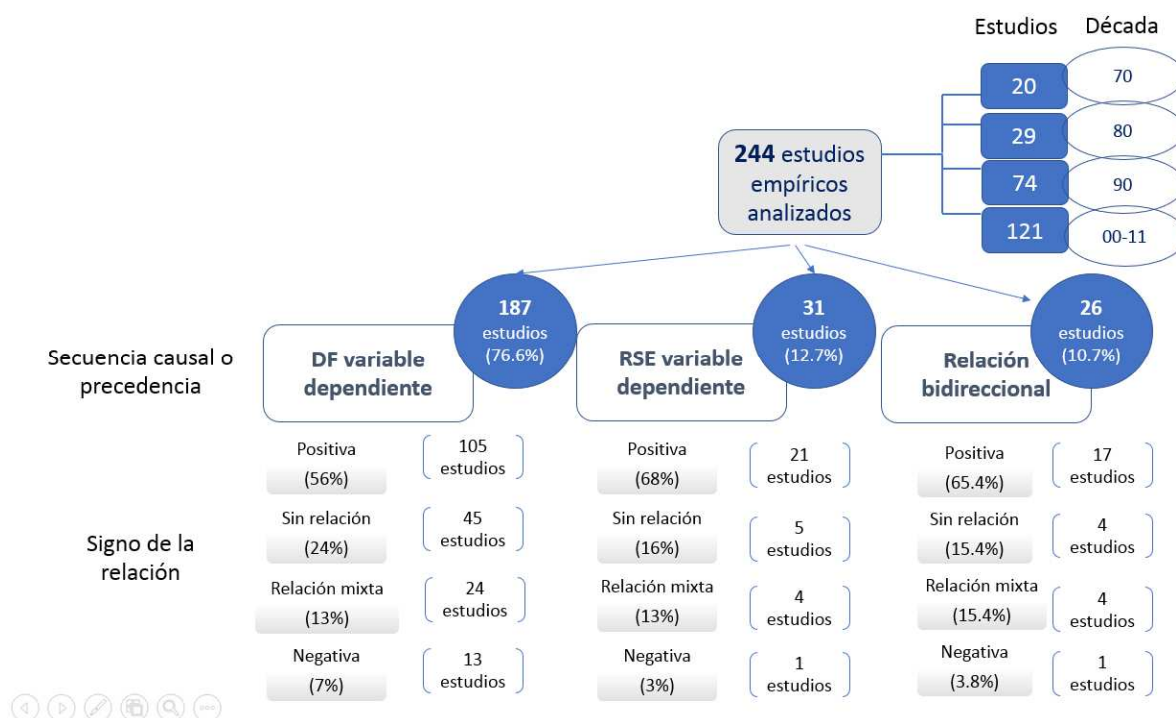 Estudios
Década
20
70
29
80
74
90
121
00-11
244 estudios
empíricos
analizados
Secuencia causal o
precedencia
DF variable
dependiente
187
estudios
(76.6%)
RSE variable
dependiente
31
estudios
(12.7%)
Relación
bidireccional
26
estudios
(10.7%)
Signo de la
relación
Positiva
(56%)
105
estudios
Sin relación
(24%)
45
estudios
Relación mixta
(13%)
24
estudios
Negativa
(7%)
13
estudios
Positiva
(68%)
21
estudios
Sin relación
(16%)
5
estudios
Relación mixta
(13%)
4
estudios
Negativa
(3%)
1
estudios
Positiva
(65.4%)
17
estudios
Sin relación
(15.4%)
4
estudios
Relación mixta
(15.4%)
4
estudios
Negativa
(3.8%)
1
estudios